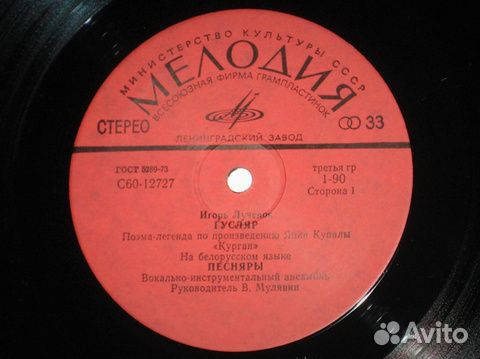 МИНИСТЕРСТВО КУЛЬТУРЫ СССР
МЕЛОДИЯ
ВСЕСОЮЗНАЯ ФИРМА ГРАМПЛАСТИНОК
СТЕРЕО
33
ЛЕНИНГРАДСКИЙ ЗАВОД
ГОСТ 5289-73
третья гр
С60-12727
1-90
Сторона 1
Игорь Лученок
ГУСЛЯР
Поэма-легенда по произведению Янки Купалы
«Курган»
На белорусском языке
ПЕСНЯРЫ
Вокально-инструментальный ансамбль
Руководитель В. Мулявин
Avito